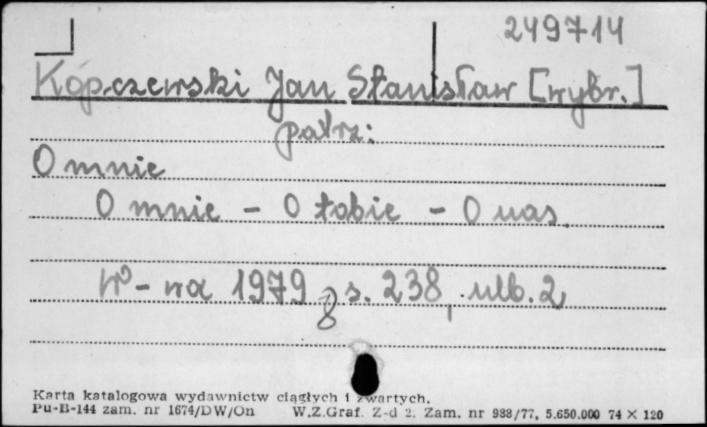 249714
Kopczewski Jan Stanisław [wybr.]
patrz:
O mnie
O mnie - O tobie - O nas
W-wa 1979 8 s. 238, nlb. 2
Karta katalogowa wydawnictw ciągłych i zwartych.
Pu-B-144 zam. nr 1674/DW/On W.Z.Graf. Z-d 2. Zam. nr 988/77, 5.650.000 74 × 120